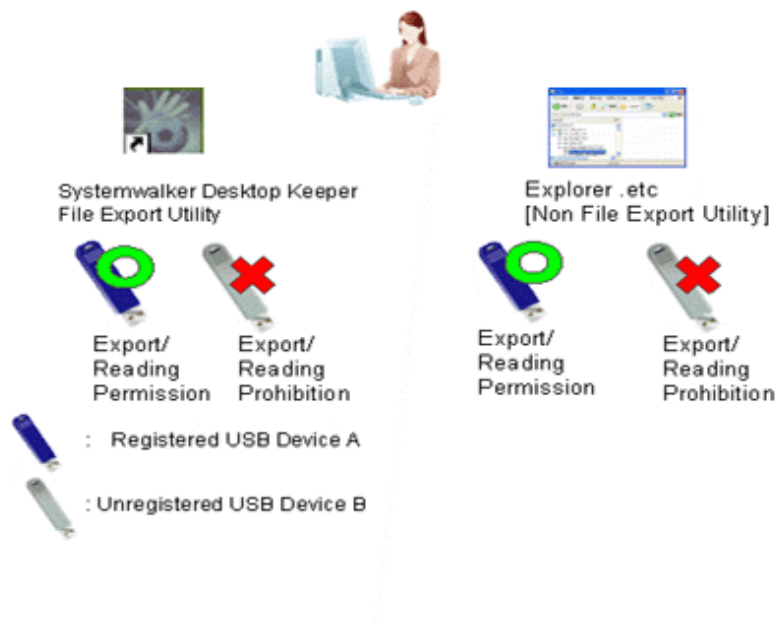 Systemwalker Desktop Keeper
File Export Utility
Explorer .etc
[Non File Export Utility]
Export/
Reading
Permission
Export/
Reading
Prohibition
Export/
Reading
Permission
Export/
Reading
Prohibition
: Registered USB Device A
: Unregistered USB Device B